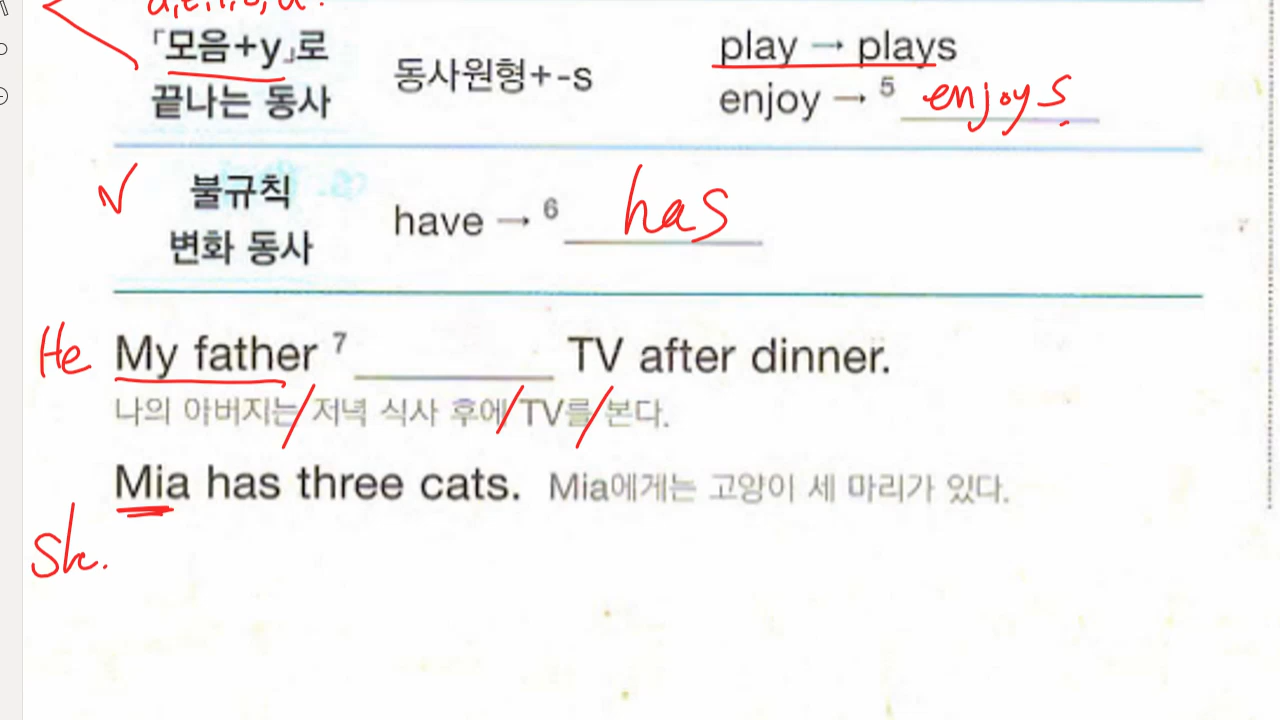 a, e, i, o, u.
「모음+y」로
끝나는 동사
동사원형+-s
play → plays
enjoy → 5 enjoys
불규칙
변화 동사
have → 6 has
He My father 7 TV after dinner.
나의 아버지는/저녁 식사 후에/TV를/본다.
Mia has three cats. Mia에게는 고양이 세 마리가 있다.